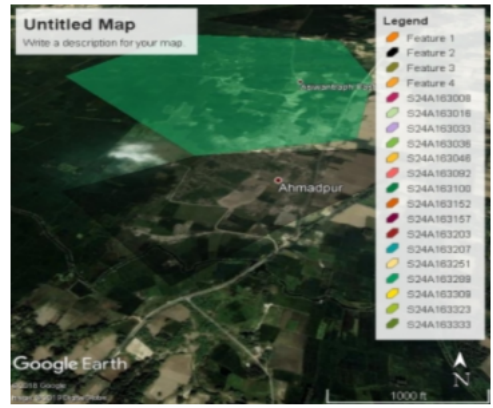 Untitled Map
Write a description for your map.
Legend
Feature 1
Feature 2
Feature 3
Feature 4
S24A163008
S24A163016
S24A163033
S24A163036
S24A163046
S24A163092
S24A163100
S24A163152
S24A163157
S24A163203
S24A163207
S24A163251
S24A163289
S24A163309
S24A163323
S24A163333
Ahmadpur
Google Earth
N
1000 ft